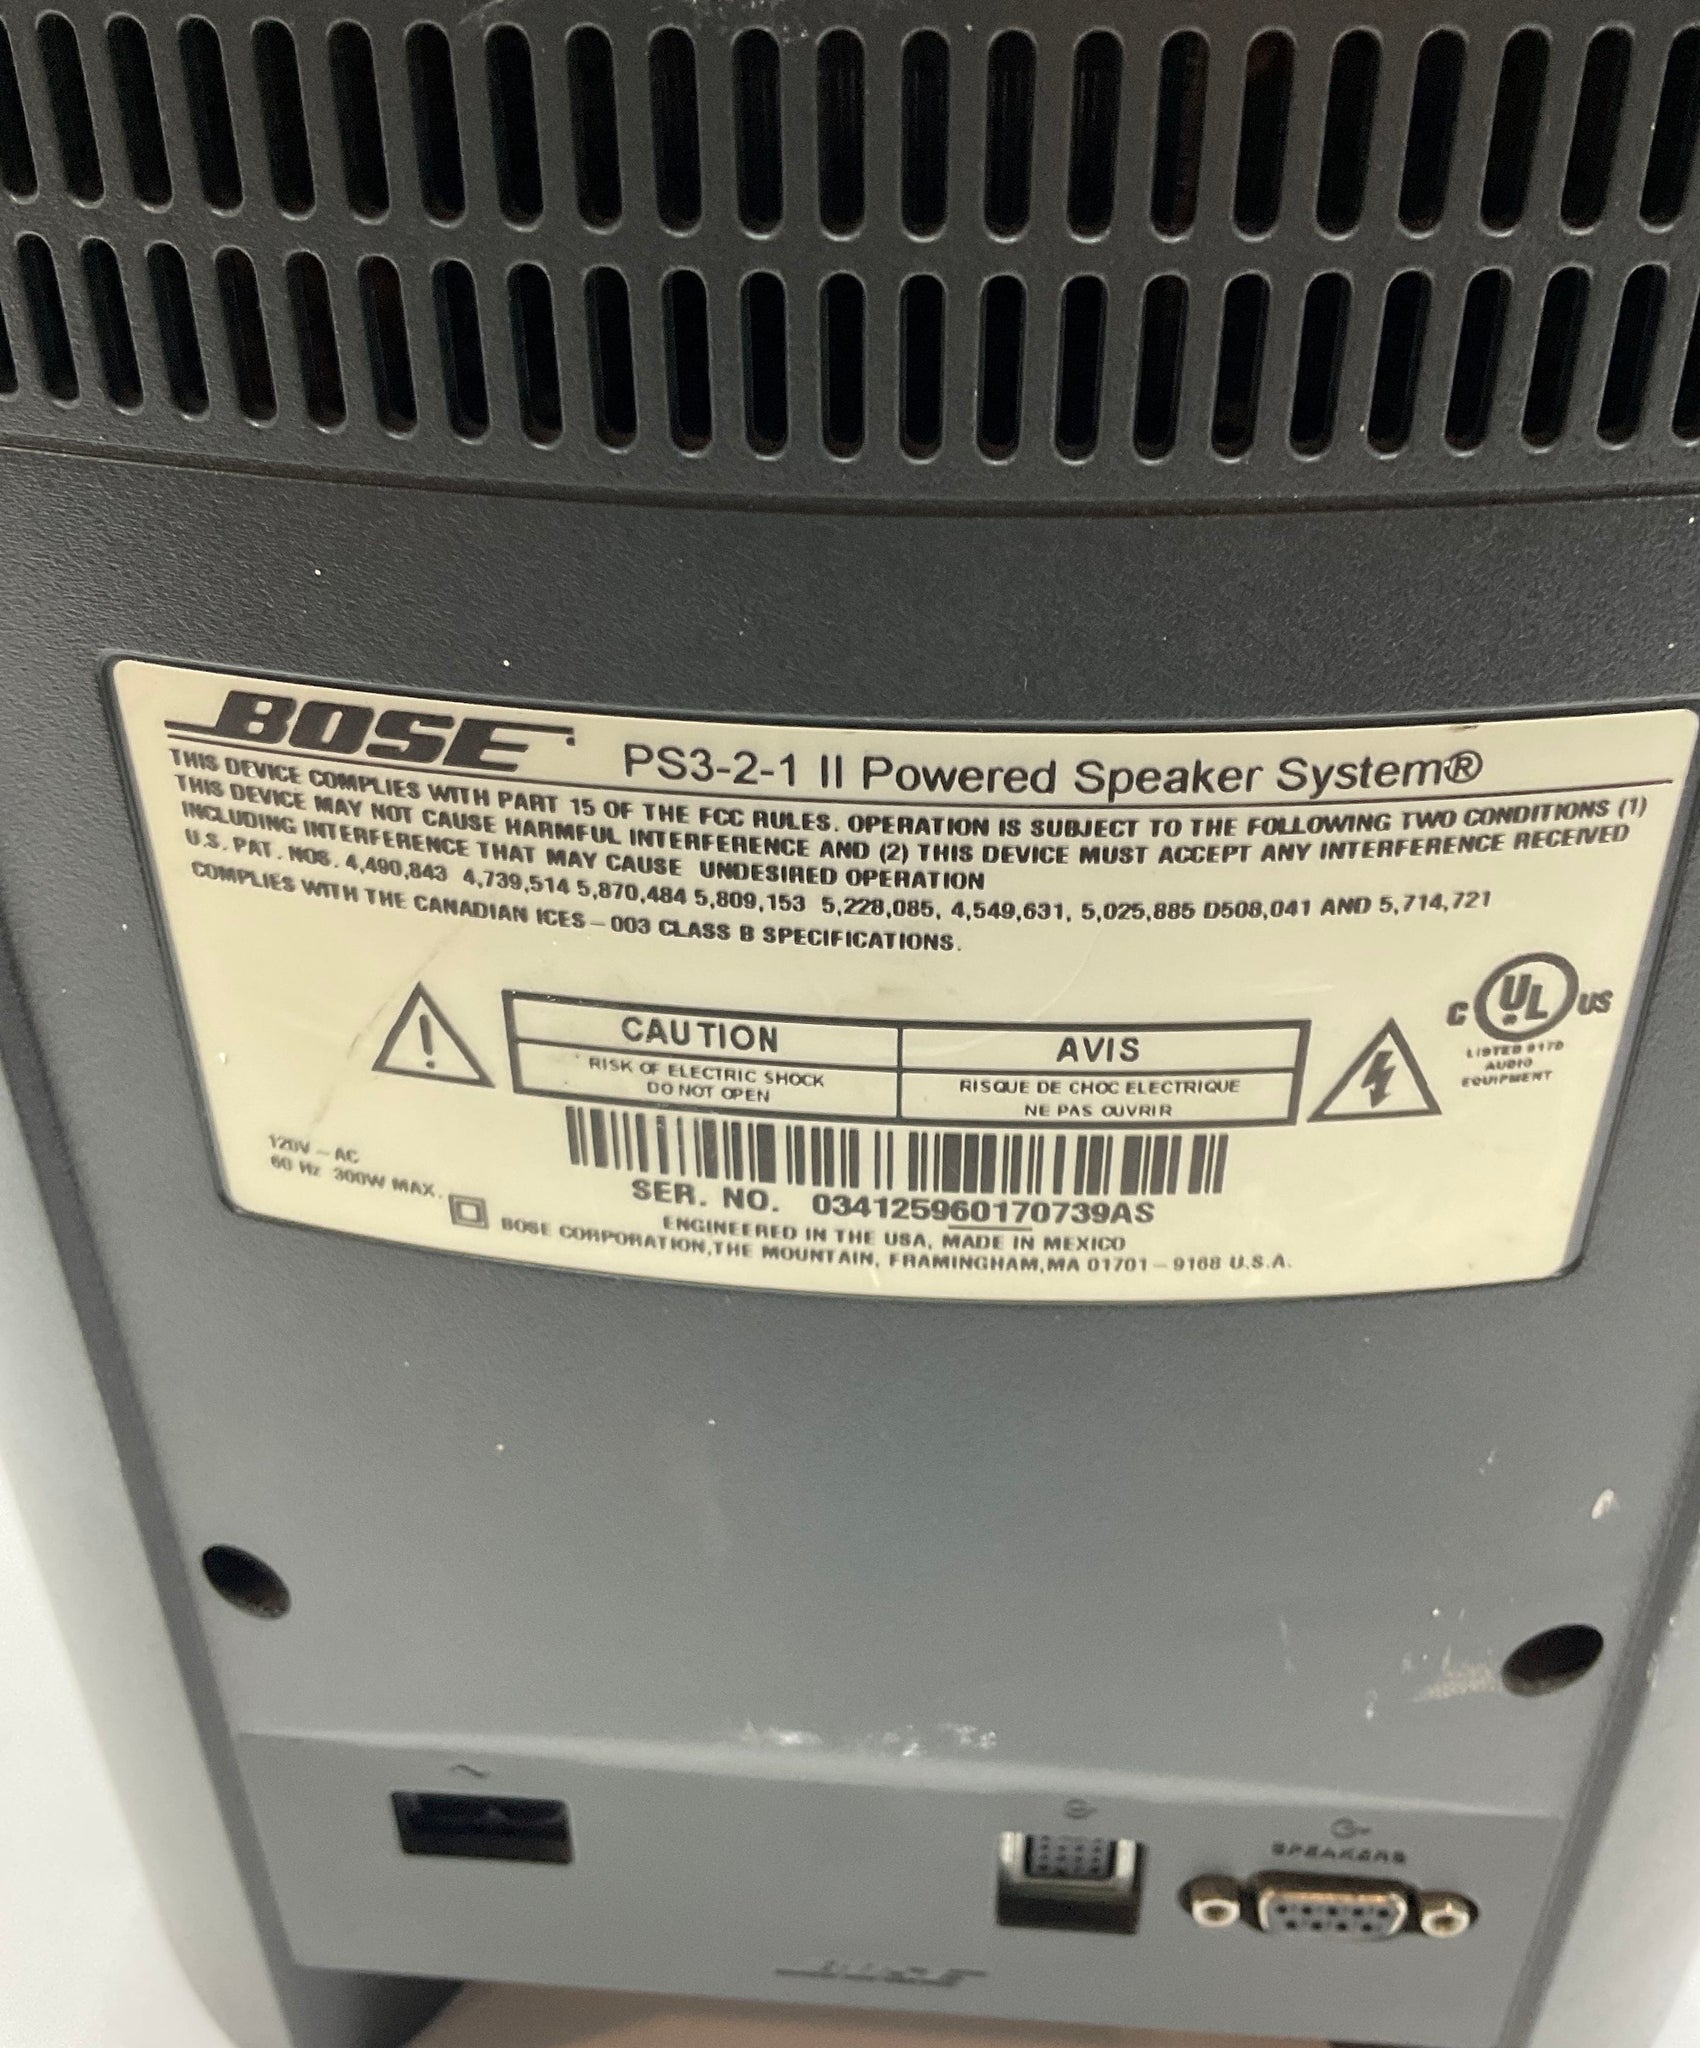 BOSE PS3-2-1 II Powered Speaker System®
THIS DEVICE COMPLIES WITH PART 15 OF THE FCC RULES. OPERATION IS SUBJECT TO THE FOLLOWING TWO CONDITIONS (1)
THIS DEVICE MAY NOT CAUSE HARMFUL INTERFERENCE AND (2) THIS DEVICE MUST ACCEPT ANY INTERFERENCE RECEIVED
INCLUDING INTERFERENCE THAT MAY CAUSE UNDESIRED OPERATION
U.S. PAT. NOS. 4,490,843 4,739,514 5,870,484 5,809,153 5,228,085, 4,549,631, 5,025,885 D508,041 AND 5,714,721
COMPLIES WITH THE CANADIAN ICES-003 CLASS B SPECIFICATIONS.
CAUTION
RISK OF ELECTRIC SHOCK
DO NOT OPEN
AVIS
RISQUE DE CHOC ELECTRIQUE
NE PAS OUVRIR
C UL US
LISTED 917D
AUDIO
EQUIPMENT
120V ~ AC
60 Hz 300W MAX.
SER. NO. 034125960170739AS
ENGINEERED IN THE USA, MADE IN MEXICO
BOSE CORPORATION, THE MOUNTAIN, FRAMINGHAM, MA 01701-9168 U.S.A.
SPEAKERS
BOSE